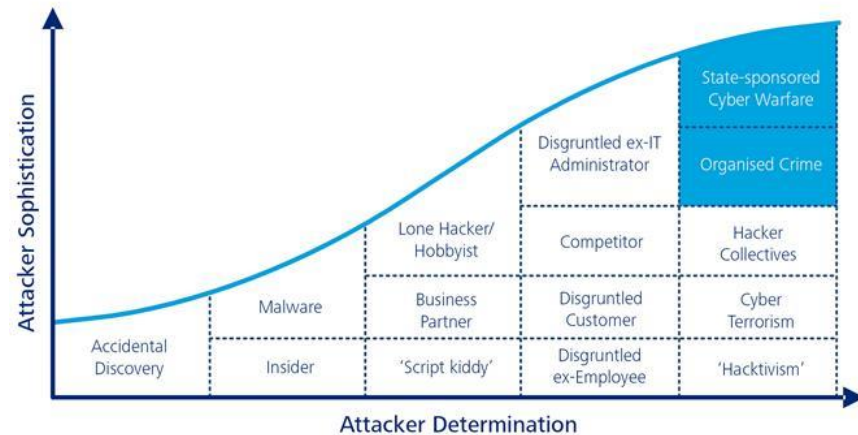 Attacker Sophistication
State-sponsored
Cyber Warfare
Disgruntled ex-IT
Administrator
Organised Crime
Lone Hacker/
Hobbyist
Competitor
Hacker
Collectives
Malware
Business
Partner
Disgruntled
Customer
Cyber
Terrorism
Accidental
Discovery
Insider
‘Script kiddy’
Disgruntled
ex-Employee
‘Hacktivism’
Attacker Determination